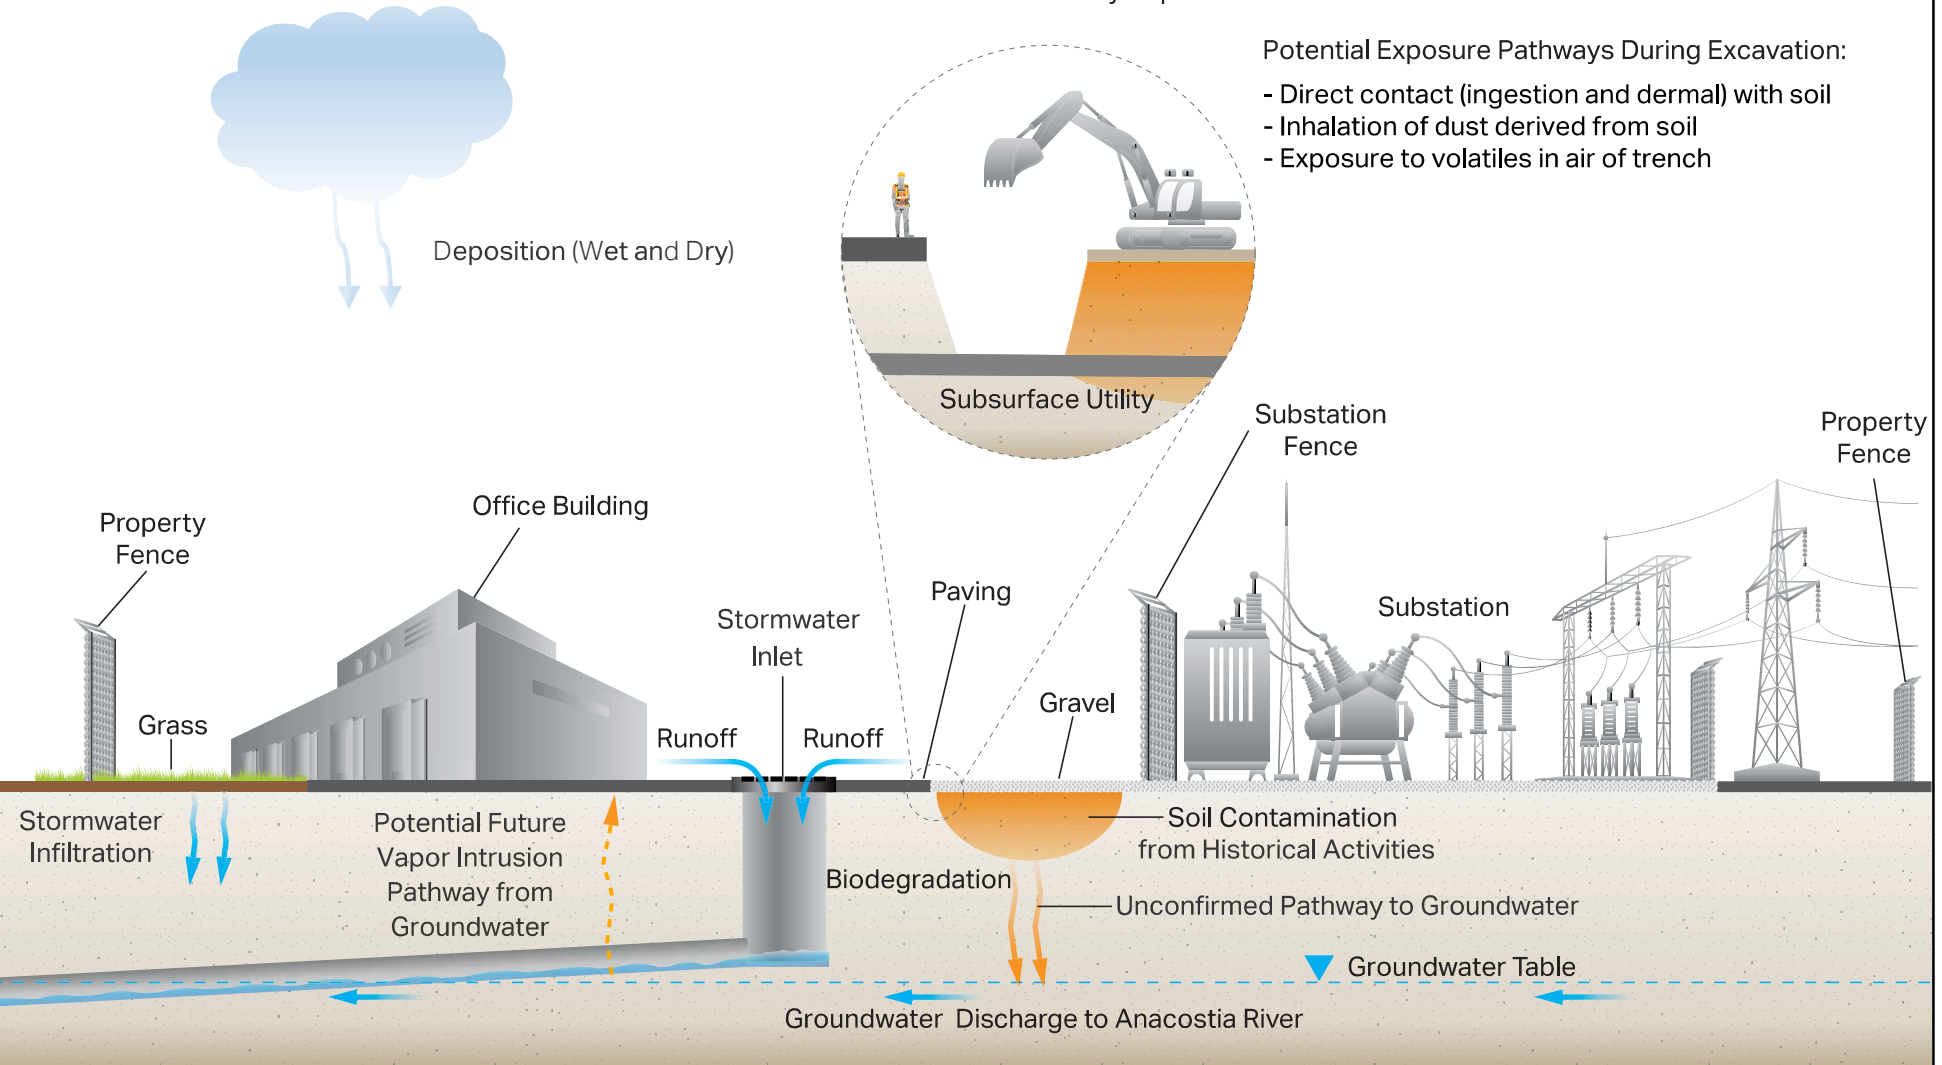 Potential Exposure Pathways During Excavation:
- Direct contact (ingestion and dermal) with soil
- Inhalation of dust derived from soil
- Exposure to volatiles in air of trench
Deposition (Wet and Dry)
Subsurface Utility
Substation
Fence
Property
Fence
Office Building
Property
Fence
Paving
Stormwater
Inlet
Substation
Gravel
Grass
Runoff
Runoff
Stormwater
Infiltration
Potential Future
Vapor Intrusion
Pathway from
Groundwater
Soil Contamination
from Historical Activities
Biodegradation
Unconfirmed Pathway to Groundwater
Groundwater Table
Groundwater Discharge to Anacostia River